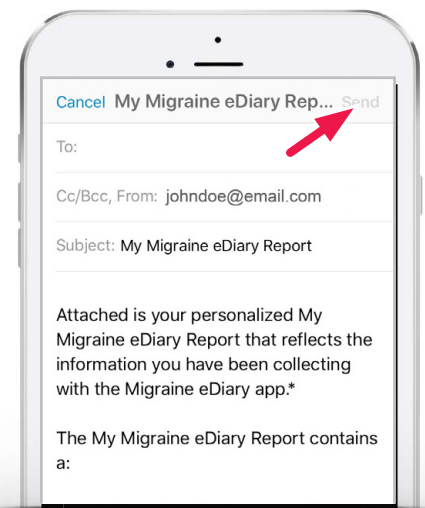 Cancel My Migraine eDiary Rep... Send
To:
Cc/Bcc, From: johndoe@email.com
Subject: My Migraine eDiary Report
Attached is your personalized My
Migraine eDiary Report that reflects the
information you have been collecting
with the Migraine eDiary app.*
The My Migraine eDiary Report contains
a: